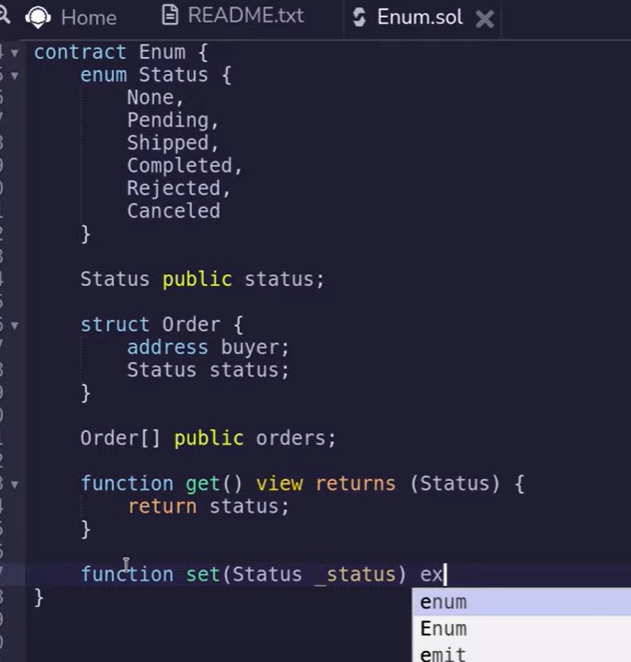 Home README.txt Enum.sol
contract Enum {
enum Status {
None,
Pending,
Shipped,
Completed,
Rejected,
Canceled
}
Status public status;
struct Order {
address buyer;
Status status;
}
Order[] public orders;
function get() view returns (Status) {
return status;
}
function set(Status _status) ex
}
enum
Enum
emit